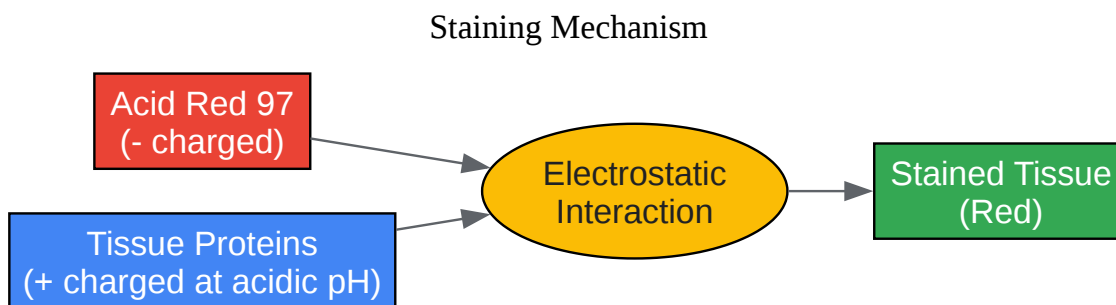 Staining Mechanism
Acid Red 97
(- charged)
Tissue Proteins
(+ charged at acidic pH)
Electrostatic
Interaction
Stained Tissue
(Red)